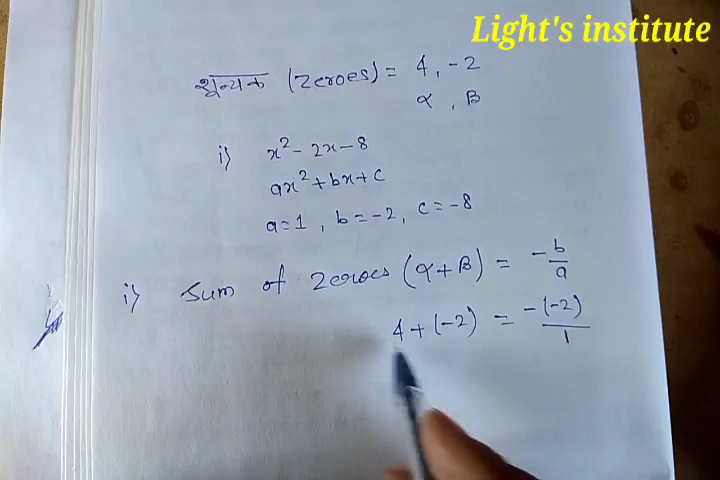 Light's institute
शून्यक (Zeroes) = 4, -2
α, β
i) x² - 2x - 8
ax² + bx + c
a=1, b=-2, c=-8
i) Sum of Zeroes (α+β) = -b/a
4+(-2) = -(-2)/1